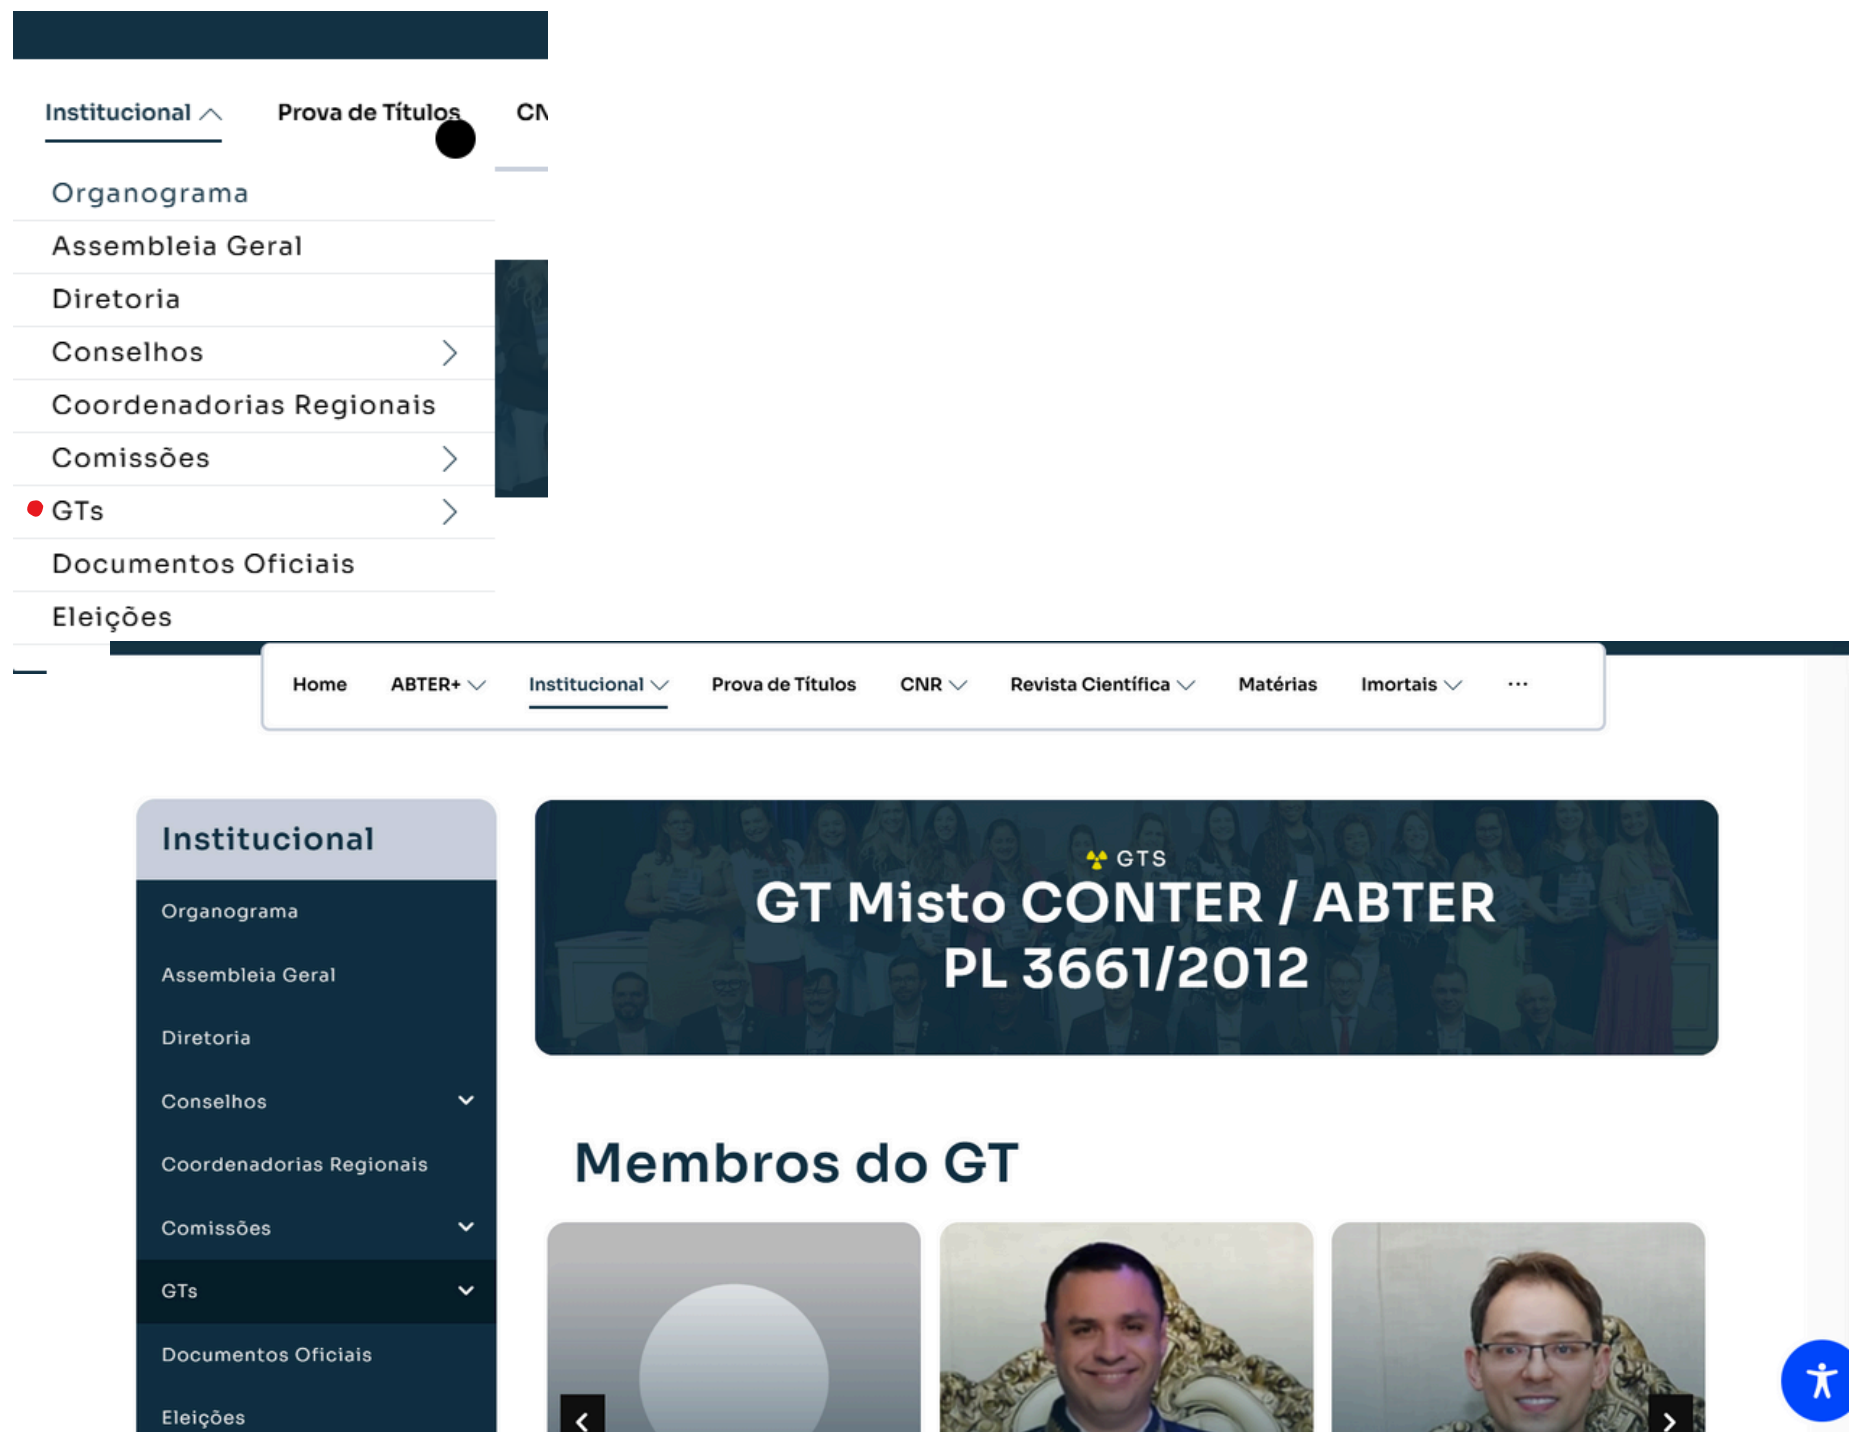 Institucional
Prova de Títulos
Organograma
Assembleia Geral
Diretoria
Conselhos
Coordenadorias Regionais
Comissões
GTs
Documentos Oficiais
Eleições
Home
ABTER+
Institucional
Prova de Títulos
CNR
Revista Científica
Matérias
Imortais
...
Institucional
Organograma
Assembleia Geral
Diretoria
Conselhos
Coordenadorias Regionais
Comissões
GTs
Documentos Oficiais
Eleições
GTS
GT Misto CONTER / ABTER
PL 3661/2012
Membros do GT